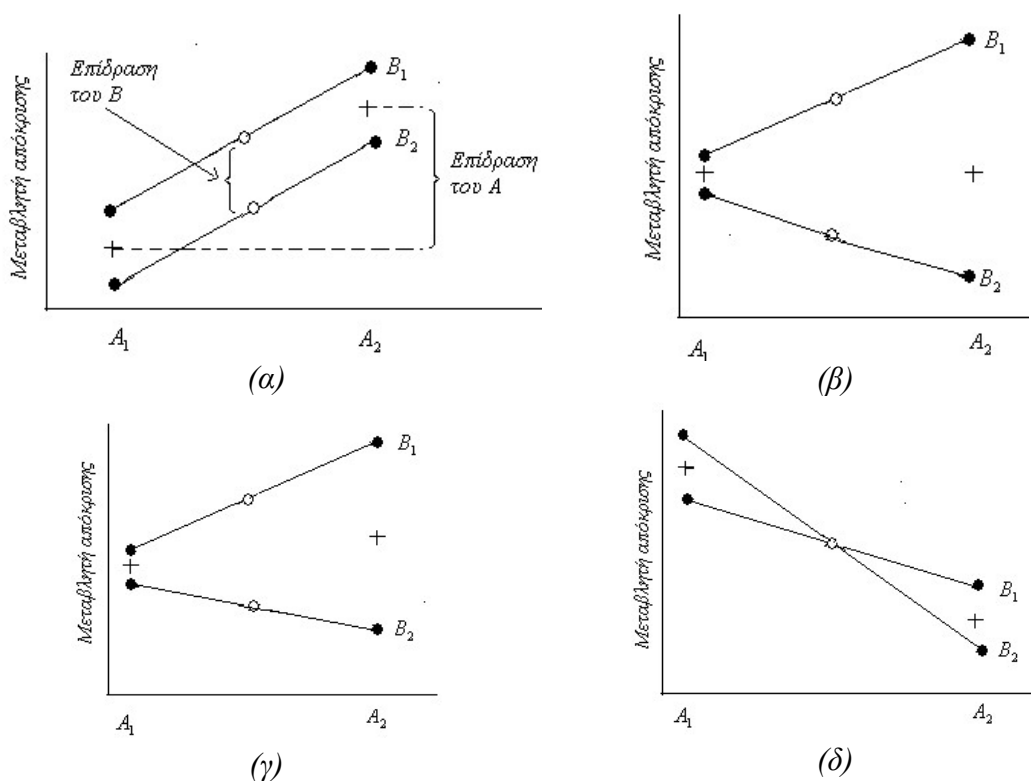 Μεταβλητή απόκρισης
Επίδραση
του B
B₁
B₂
Επίδραση
του A
A₁
A₂
(α)
Μεταβλητή απόκρισης
B₁
B₂
A₁
A₂
(β)
Μεταβλητή απόκρισης
B₁
B₂
A₁
A₂
(γ)
Μεταβλητή απόκρισης
B₁
B₂
A₁
A₂
(δ)